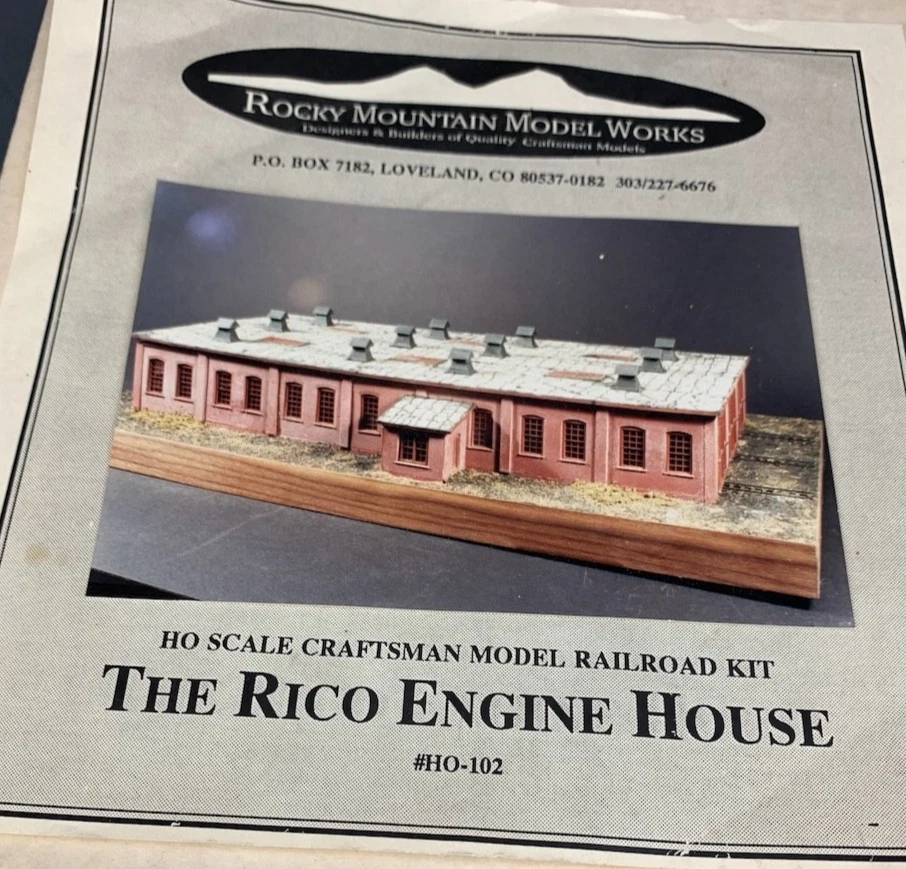 ROCKY MOUNTAIN MODEL WORKS
Designers & Builders of Quality Craftsman Models
P.O. BOX 7182, LOVELAND, CO 80537-0182 303/227-6676
HO SCALE CRAFTSMAN MODEL RAILROAD KIT
THE RICO ENGINE HOUSE
#HO-102